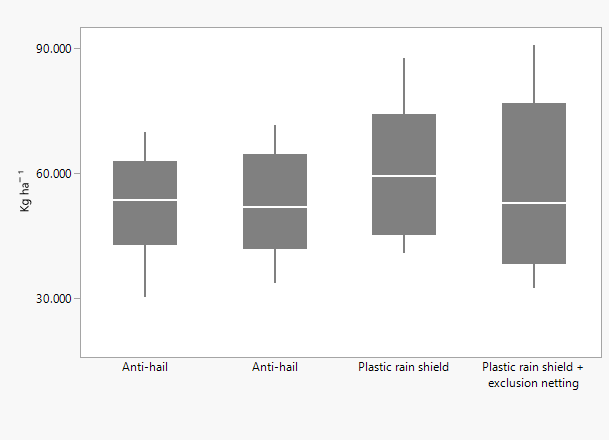 90.000
60.000
30.000
Kg ha⁻¹
Anti-hail
Anti-hail
Plastic rain shield
Plastic rain shield +
exclusion netting